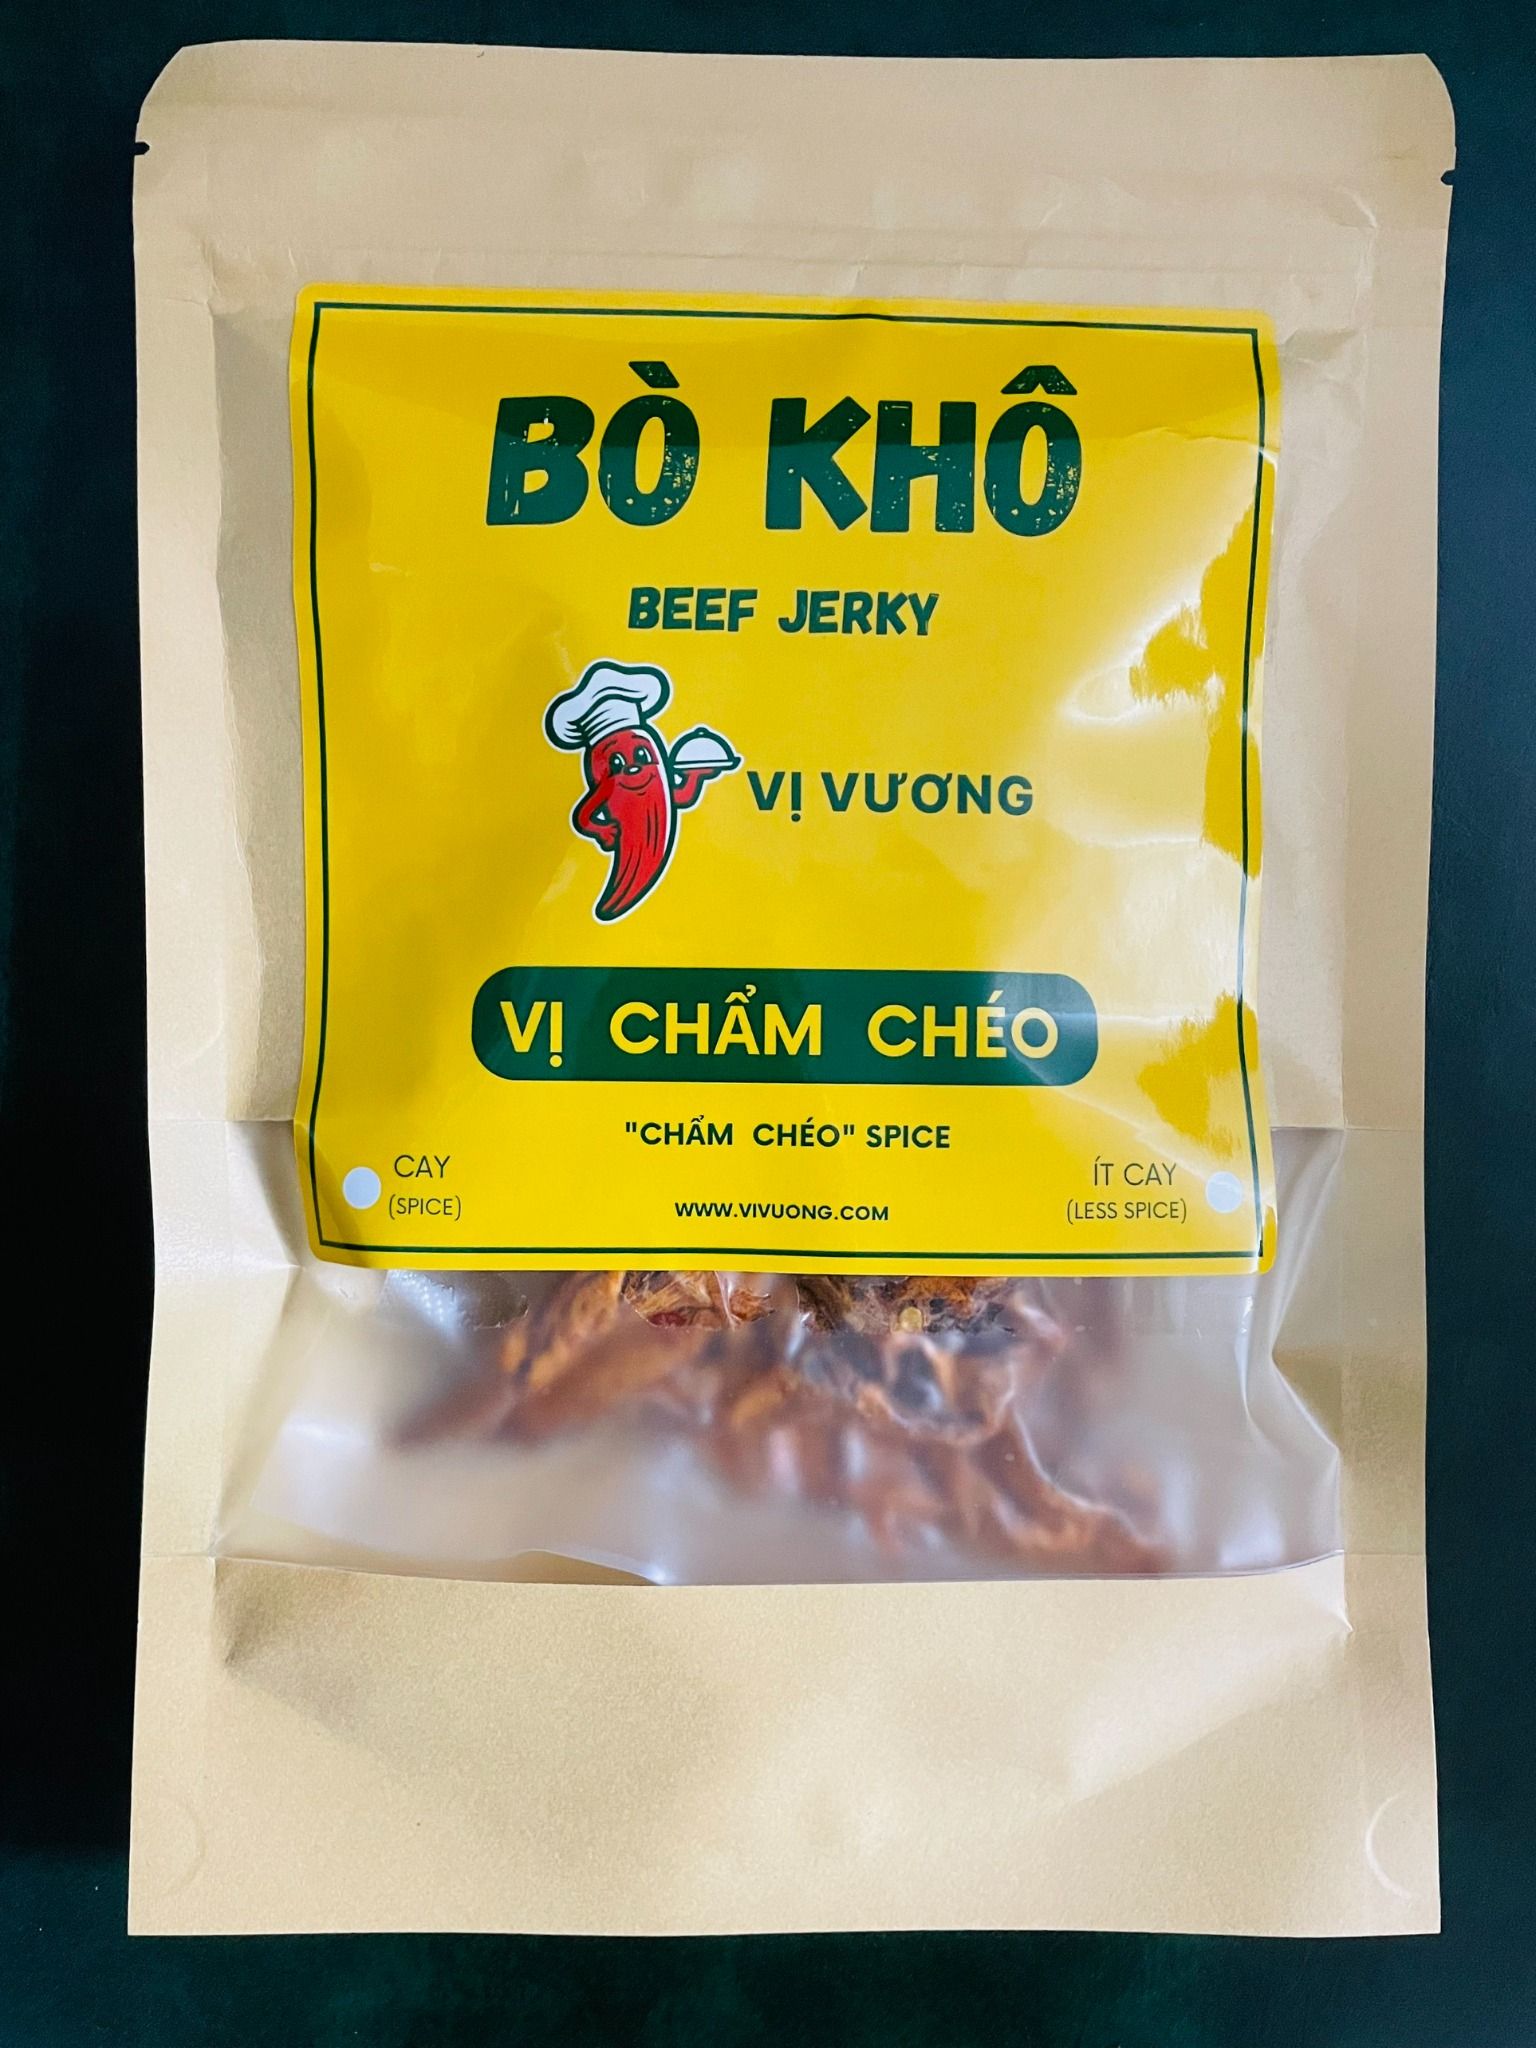 BÒ KHÔ
BEEF JERKY
VỊ VƯƠNG
VỊ CHẨM CHÉO
"CHẨM CHÉO" SPICE
CAY
(SPICE)
ÍT CAY
(LESS SPICE)
WWW.VIVUONG.COM